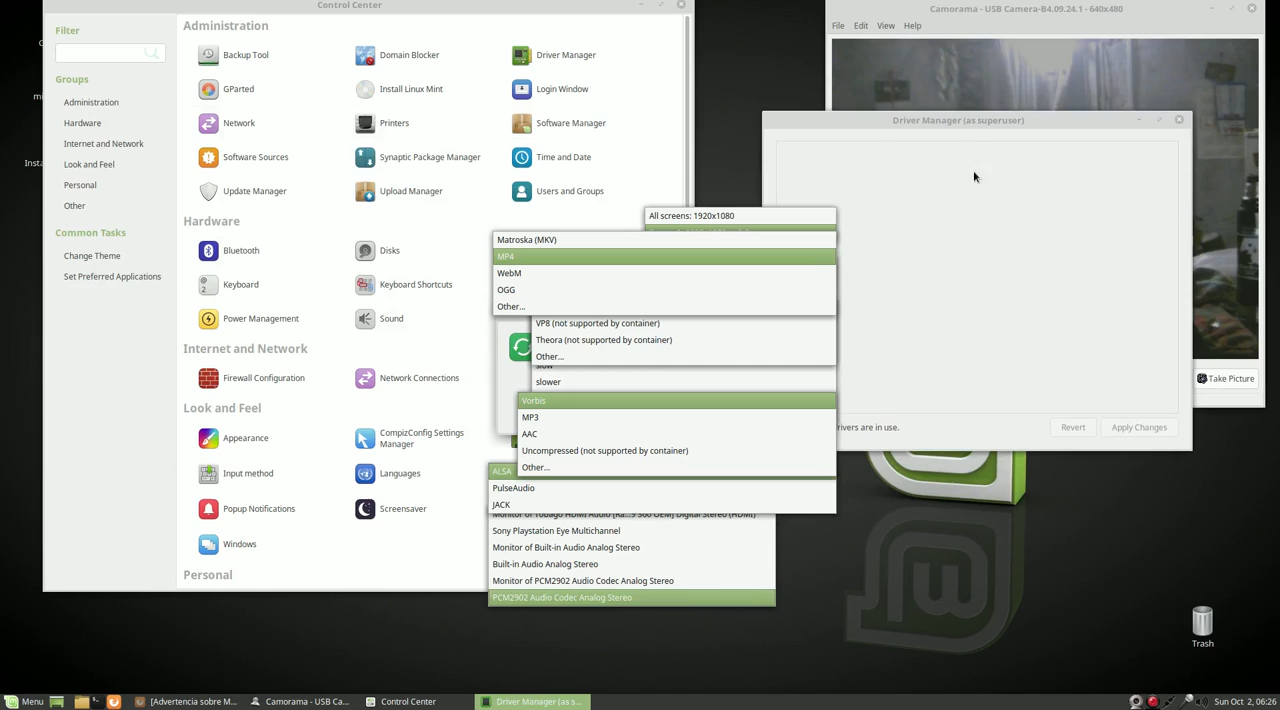 Control Center
Filter
Groups
Administration
Hardware
Internet and Network
Look and Feel
Personal
Other
Common Tasks
Change Theme
Set Preferred Applications
Administration
Backup Tool
Domain Blocker
Driver Manager
GParted
Install Linux Mint
Login Window
Network
Printers
Software Manager
Software Sources
Synaptic Package Manager
Time and Date
Update Manager
Upload Manager
Users and Groups
Hardware
Bluetooth
Disks
Keyboard
Keyboard Shortcuts
Power Management
Sound
Internet and Network
Firewall Configuration
Network Connections
Look and Feel
Appearance
CompizConfig Settings
Manager
Input method
Languages
Popup Notifications
Screensaver
Windows
Personal
Camorama - USB Camera-B4.09.24.1 - 640x480
File Edit View Help
Take Picture
Driver Manager (as superuser)
rivers are in use.
Revert
Apply Changes
All screens: 1920x1080
Matroska (MKV)
MP4
WebM
OGG
Other...
VP8 (not supported by container)
Theora (not supported by container)
Other...
slow
slower
Vorbis
MP3
AAC
Uncompressed (not supported by container)
Other...
ALSA
PulseAudio
JACK
Sony Playstation Eye Multichannel
Monitor of Built-in Audio Analog Stereo
Built-in Audio Analog Stereo
Monitor of PCM2902 Audio Codec Analog Stereo
PCM2902 Audio Codec Analog Stereo
mi
Insta
Trash
Menu
[Advertencia sobre M...
Camorama - USB Ca...
Control Center
Driver Manager (as s...
Sun Oct 2, 06:26